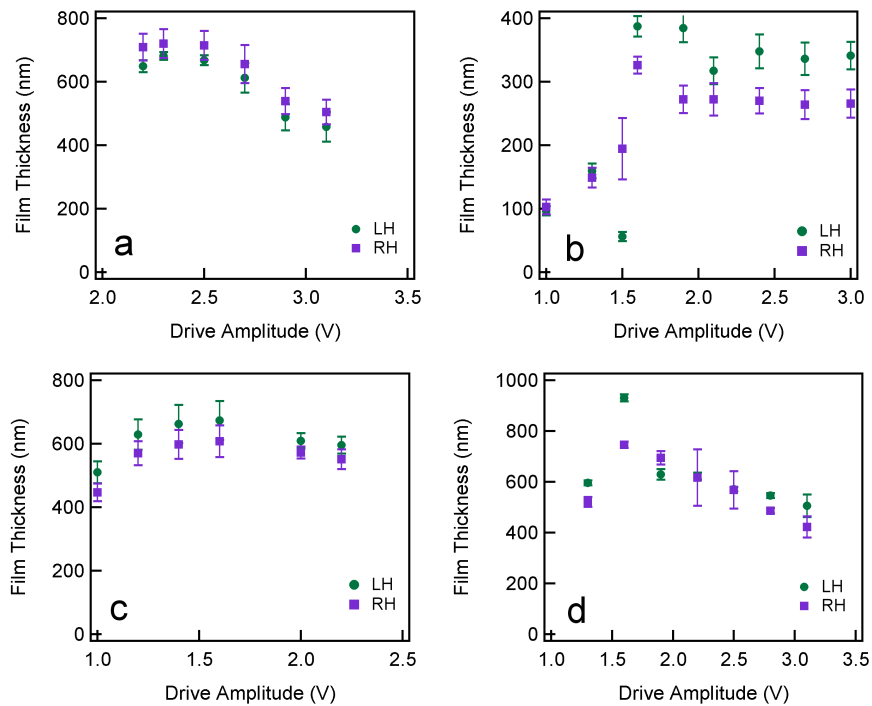 800
600
400
200
0
Film Thickness (nm)
a
LH
RH
2.0 2.5 3.0 3.5
Drive Amplitude (V)
400
300
200
100
0
Film Thickness (nm)
b
LH
RH
1.0 1.5 2.0 2.5 3.0
Drive Amplitude (V)
800
600
400
200
0
Film Thickness (nm)
c
LH
RH
1.0 1.5 2.0 2.5
Drive Amplitude (V)
1000
800
600
400
200
0
Film Thickness (nm)
d
LH
RH
1.0 1.5 2.0 2.5 3.0 3.5
Drive Amplitude (V)